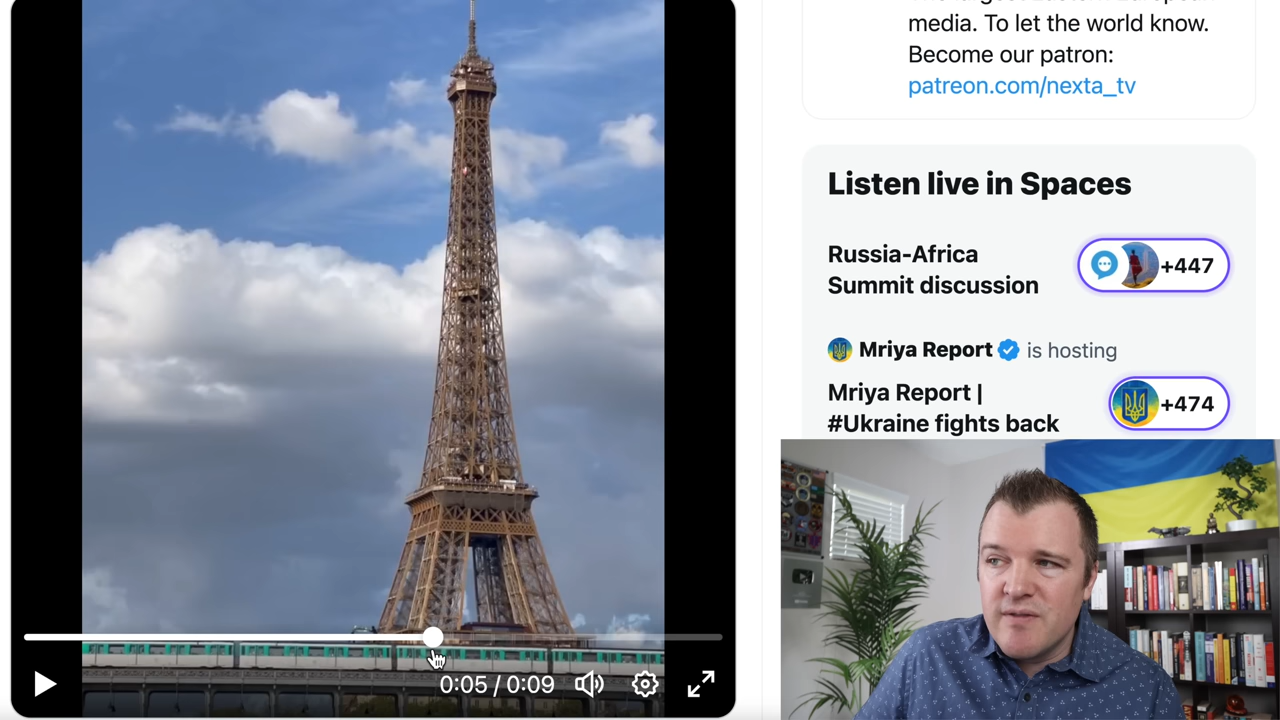 media. To let the world know.
Become our patron:
patreon.com/nexta_tv
Listen live in Spaces
Russia-Africa
Summit discussion
+447
Mriya Report is hosting
Mriya Report |
#Ukraine fights back
+474
0:05 / 0:09